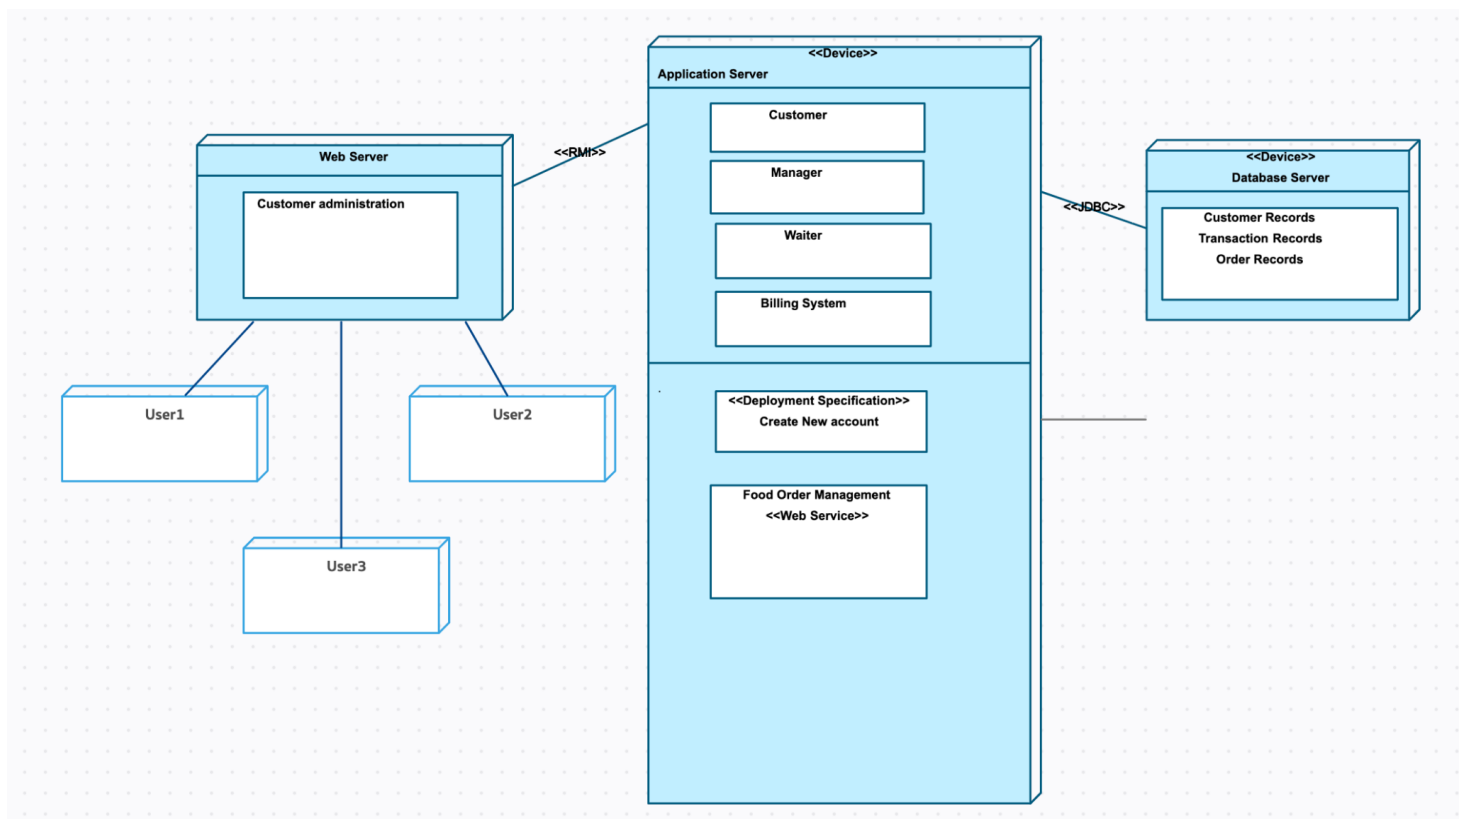 <<Device>>
Application Server
Customer
Manager
Waiter
Billing System
<<Deployment Specification>>
Create New account
Food Order Management
<<Web Service>>
<<RMI>>
Web Server
Customer administration
User1
User2
User3
<<JDBC>>
<<Device>>
Database Server
Customer Records
Transaction Records
Order Records